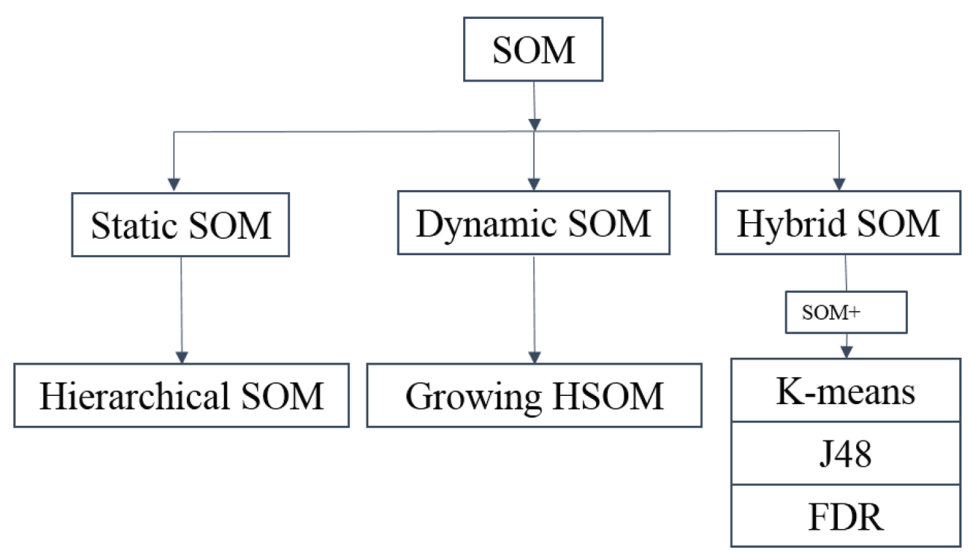 SOM
Static SOM
Dynamic SOM
Hybrid SOM
SOM+
Hierarchical SOM
Growing HSOM
K-means
J48
FDR